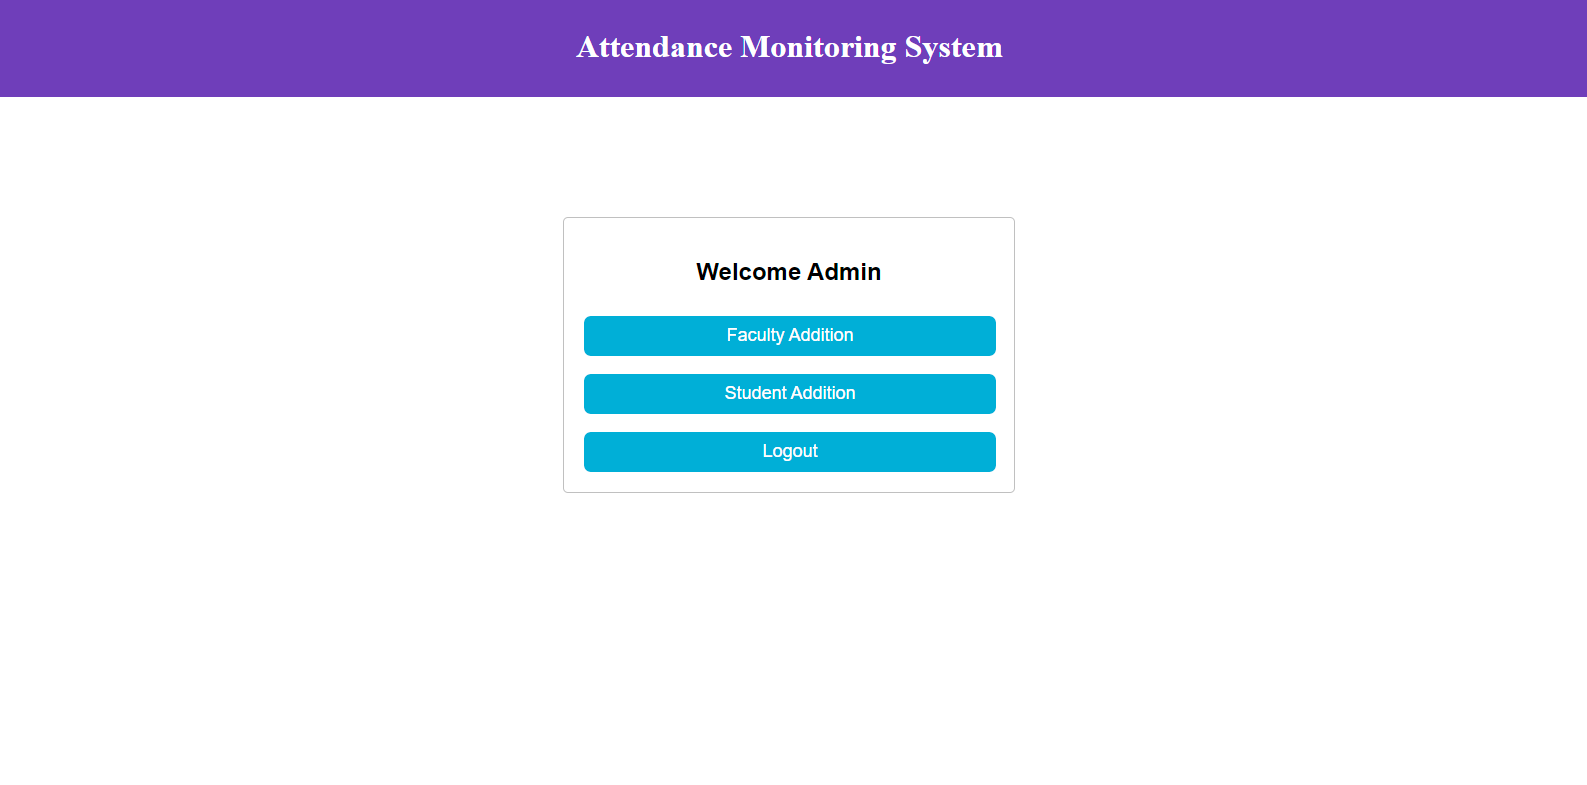 Attendance Monitoring System
Welcome Admin
Faculty Addition
Student Addition
Logout